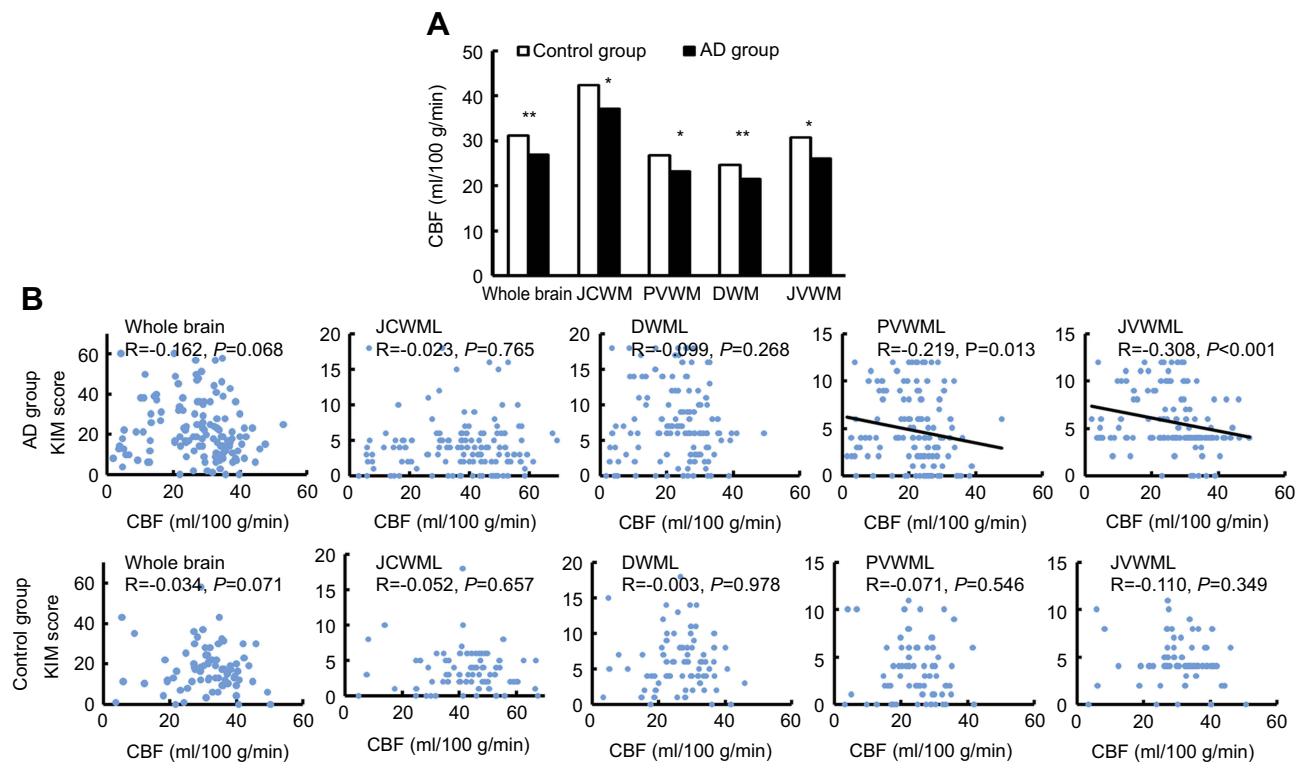 A
Control group AD group
CBF (ml/100 g/min)
50
40
30
20
10
0
** * * ** *
Whole brain JCWM PVWM DWM JVWM
B
AD group
KIM score
Whole brain
R=-0.162, P=0.068
60
40
20
0
0 20 40 60
CBF (ml/100 g/min)
JCWML
R=-0.023, P=0.765
20
15
10
5
0
0 20 40 60
CBF (ml/100 g/min)
DWML
R=-0.099, P=0.268
20
15
10
5
0
0 20 40 60
CBF (ml/100 g/min)
PVWML
R=-0.219, P=0.013
15
10
5
0
0 20 40 60
CBF (ml/100 g/min)
JVWML
R=-0.308, P<0.001
15
10
5
0
0 20 40 60
CBF (ml/100 g/min)
Control group
KIM score
Whole brain
R=-0.034, P=0.071
60
40
20
0
0 20 40 60
CBF (ml/100 g/min)
JCWML
R=-0.052, P=0.657
20
15
10
5
0
0 20 40 60
CBF (ml/100 g/min)
DWML
R=-0.003, P=0.978
20
15
10
5
0
0 20 40 60
CBF (ml/100 g/min)
PVWML
R=-0.071, P=0.546
15
10
5
0
0 20 40 60
CBF (ml/100 g/min)
JVWML
R=-0.110, P=0.349
15
10
5
0
0 20 40 60
CBF (ml/100 g/min)